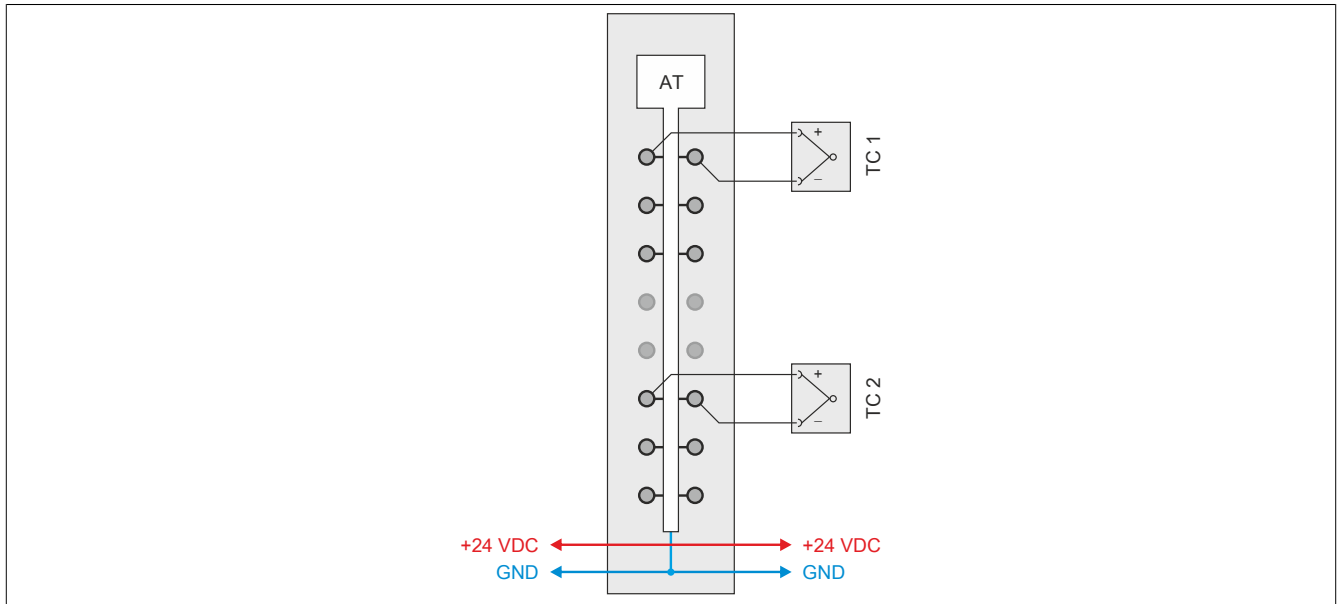 AT
+
−
TC 1
+
−
TC 2
+24 VDC +24 VDC
GND GND